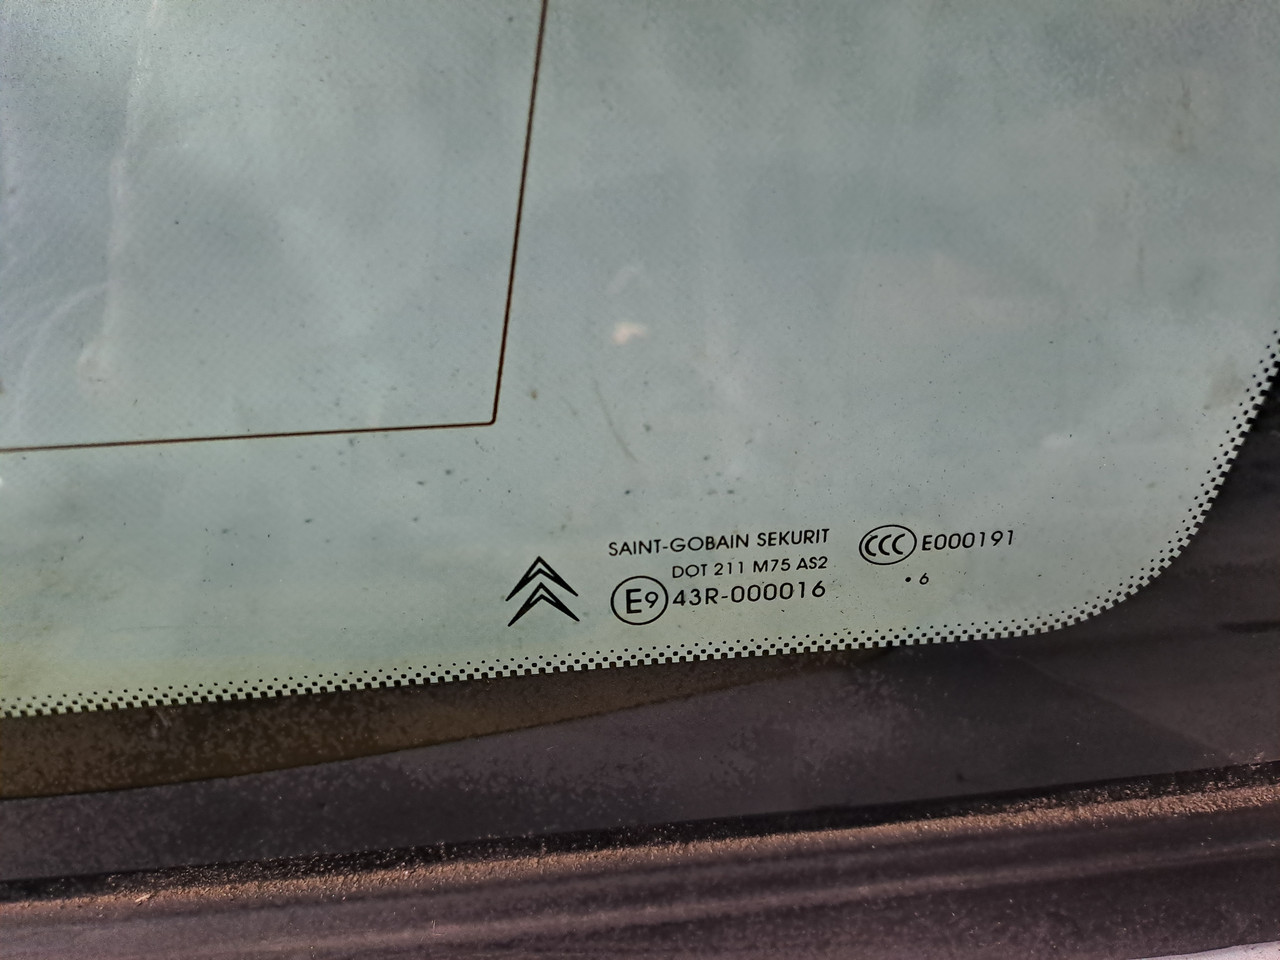 SAINT-GOBAIN SEKURIT
DOT 211 M75 AS2
E9 43R-000016
CCC E000191
• 6